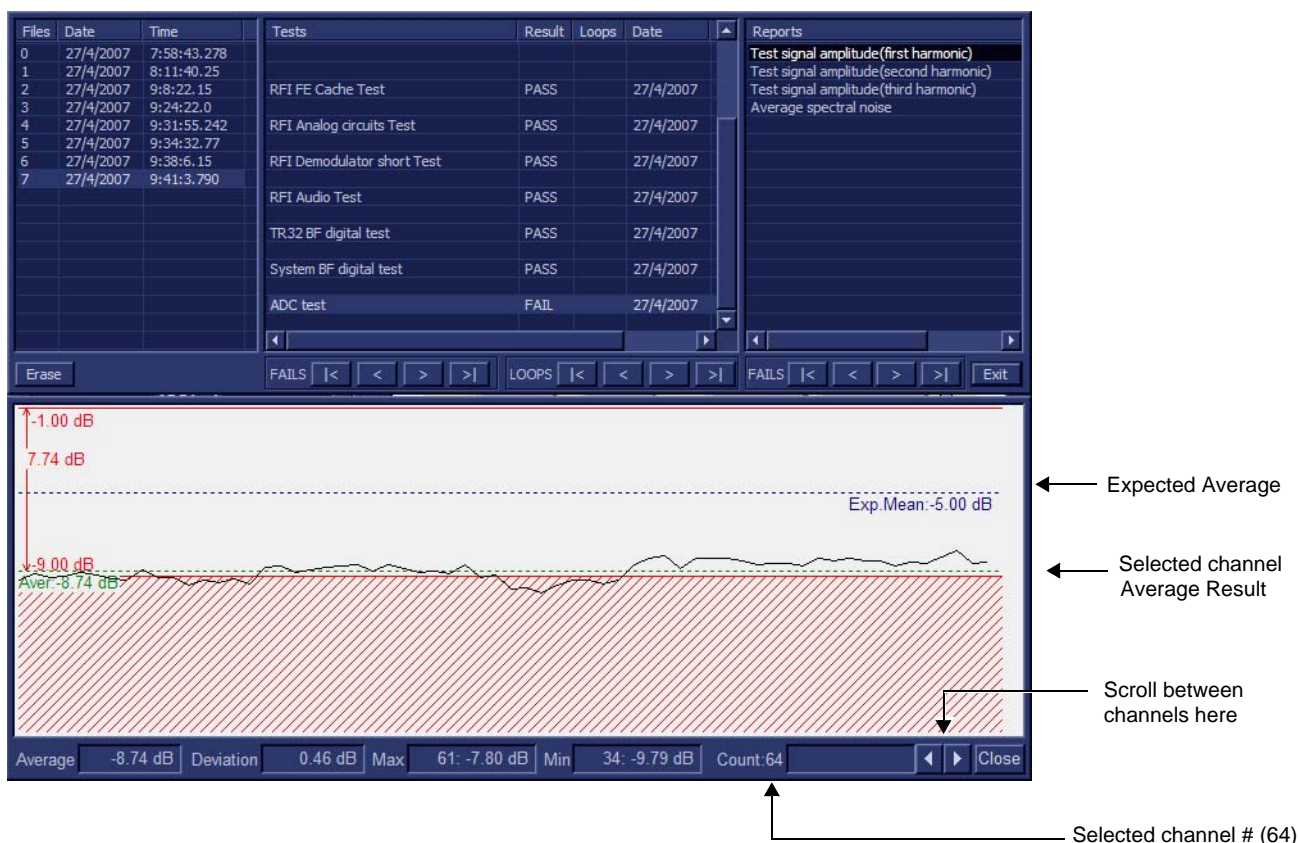 Files Date Time
0 27/4/2007 7:58:43.278
1 27/4/2007 8:11:40.25
2 27/4/2007 9:8:22.15
3 27/4/2007 9:24:22.0
4 27/4/2007 9:31:55.242
5 27/4/2007 9:34:32.77
6 27/4/2007 9:38:6.15
7 27/4/2007 9:41:3.790
Erase
Tests Result Loops Date
RFI FE Cache Test PASS 27/4/2007
RFI Analog circuits Test PASS 27/4/2007
RFI Demodulator short Test PASS 27/4/2007
RFI Audio Test PASS 27/4/2007
TR32 BF digital test PASS 27/4/2007
System BF digital test PASS 27/4/2007
ADC test FAIL 27/4/2007
FAILS |< < > >| LOOPS |< < > >|
Reports
Test signal amplitude(first harmonic)
Test signal amplitude(second harmonic)
Test signal amplitude(third harmonic)
Average spectral noise
FAILS |< < > >| Exit
-1.00 dB
7.74 dB
Exp.Mean:-5.00 dB
-9.00 dB
Aver:-8.74 dB
Average -8.74 dB Deviation 0.46 dB Max 61: -7.80 dB Min 34: -9.79 dB Count:64 Close
Expected Average
Selected channel
Average Result
Scroll between
channels here
Selected channel # (64)